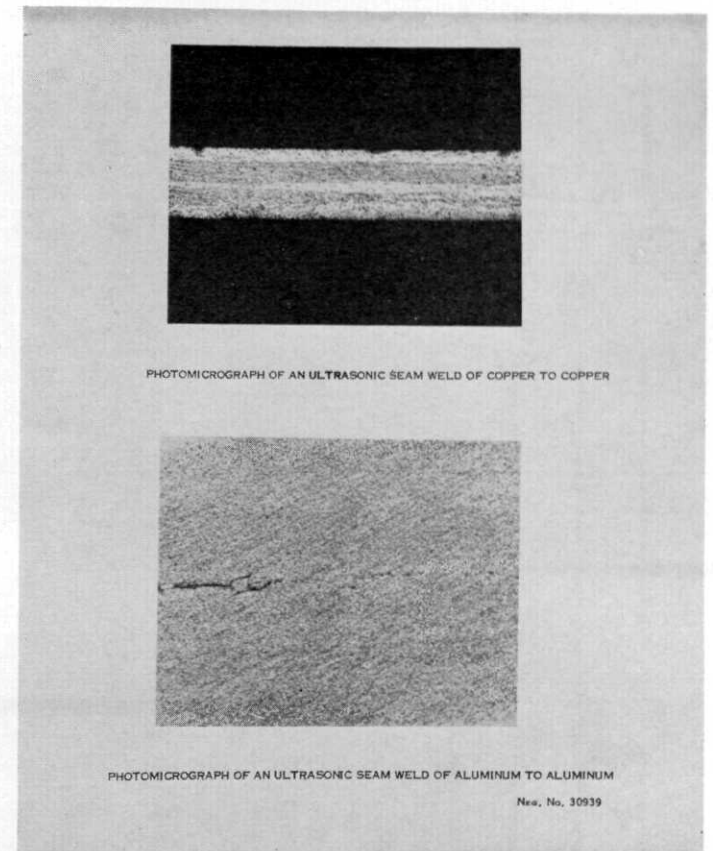 PHOTOMICROGRAPH OF AN ULTRASONIC SEAM WELD OF COPPER TO COPPER
PHOTOMICROGRAPH OF AN ULTRASONIC SEAM WELD OF ALUMINUM TO ALUMINUM
Neg. No. 30939